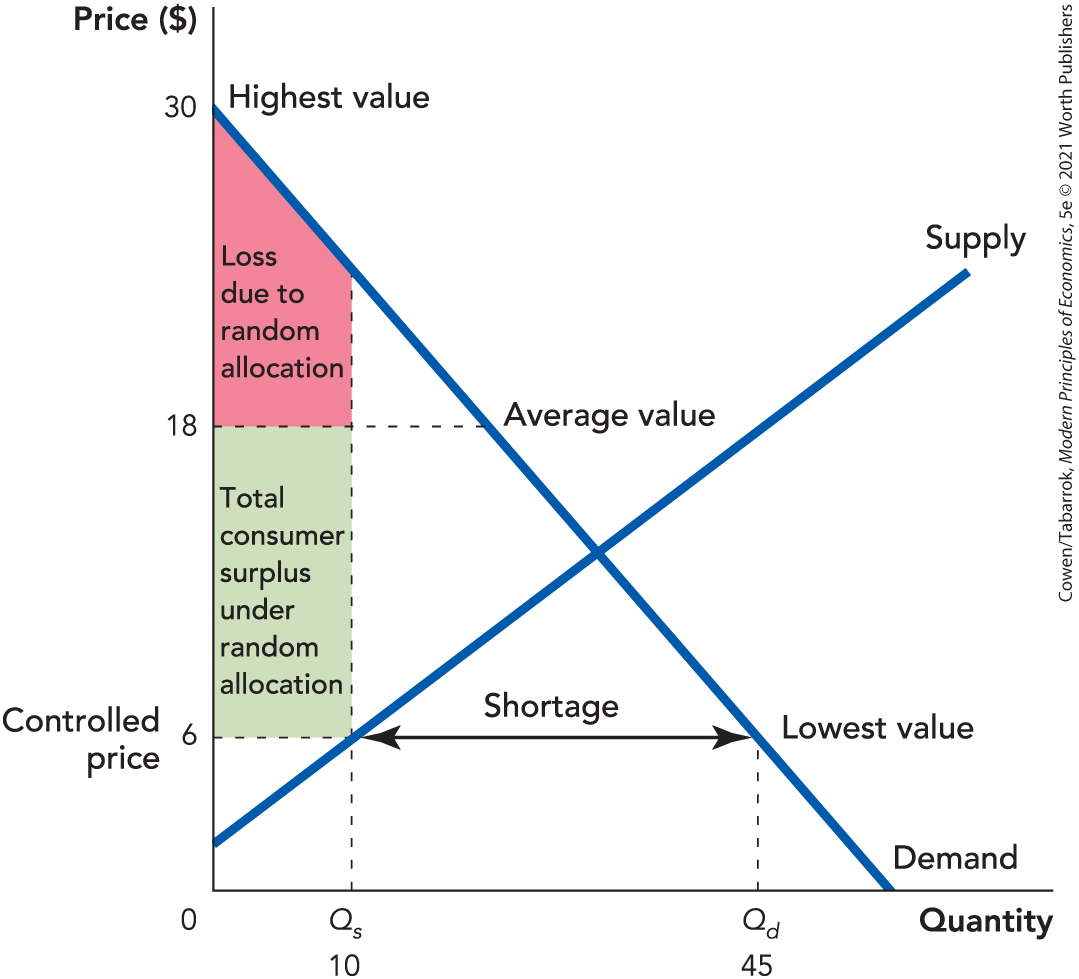 Price ($)
30
Highest value
Supply
Loss
due to
random
allocation
18
Average value
Total
consumer
surplus
under
random
allocation
Controlled
price
6
Shortage
Lowest value
Demand
0
Qs
Qd
Quantity
10
45
Cowen/Tabarrok, Modern Principles of Economics, 5e © 2021 Worth Publishers